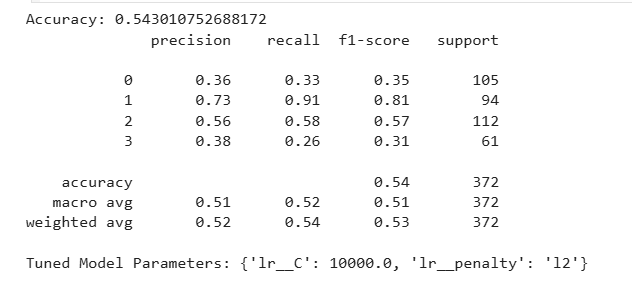 Accuracy: 0.543010752688172
precision recall f1-score support
0 0.36 0.33 0.35 105
1 0.73 0.91 0.81 94
2 0.56 0.58 0.57 112
3 0.38 0.26 0.31 61
accuracy 0.54 372
macro avg 0.51 0.52 0.51 372
weighted avg 0.52 0.54 0.53 372
Tuned Model Parameters: {'lr__C': 10000.0, 'lr__penalty': 'l2'}